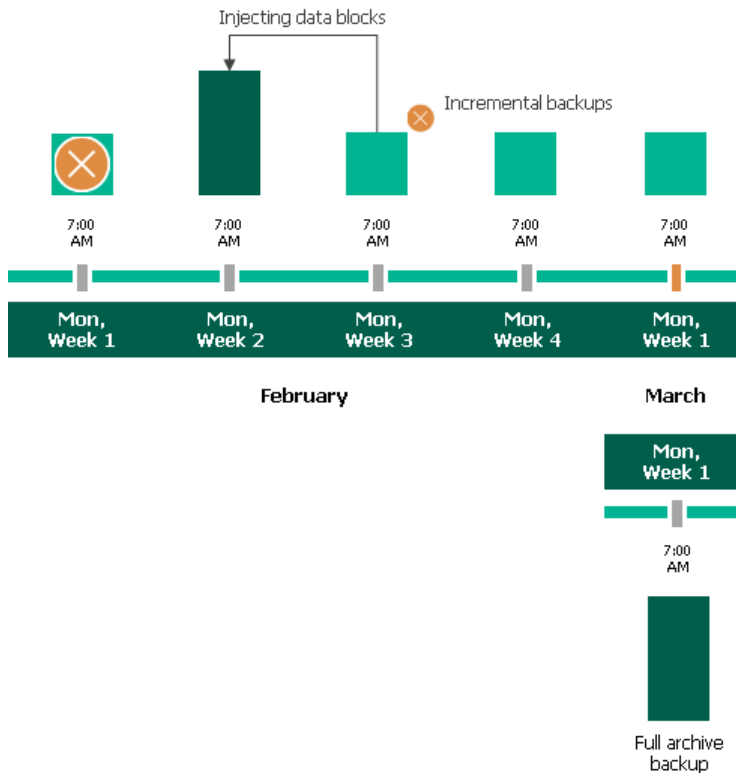 Injecting data blocks
Incremental backups
7:00
AM
7:00
AM
7:00
AM
7:00
AM
7:00
AM
Mon,
Week 1
Mon,
Week 2
Mon,
Week 3
Mon,
Week 4
Mon,
Week 1
February
March
Mon,
Week 1
7:00
AM
Full archive
backup